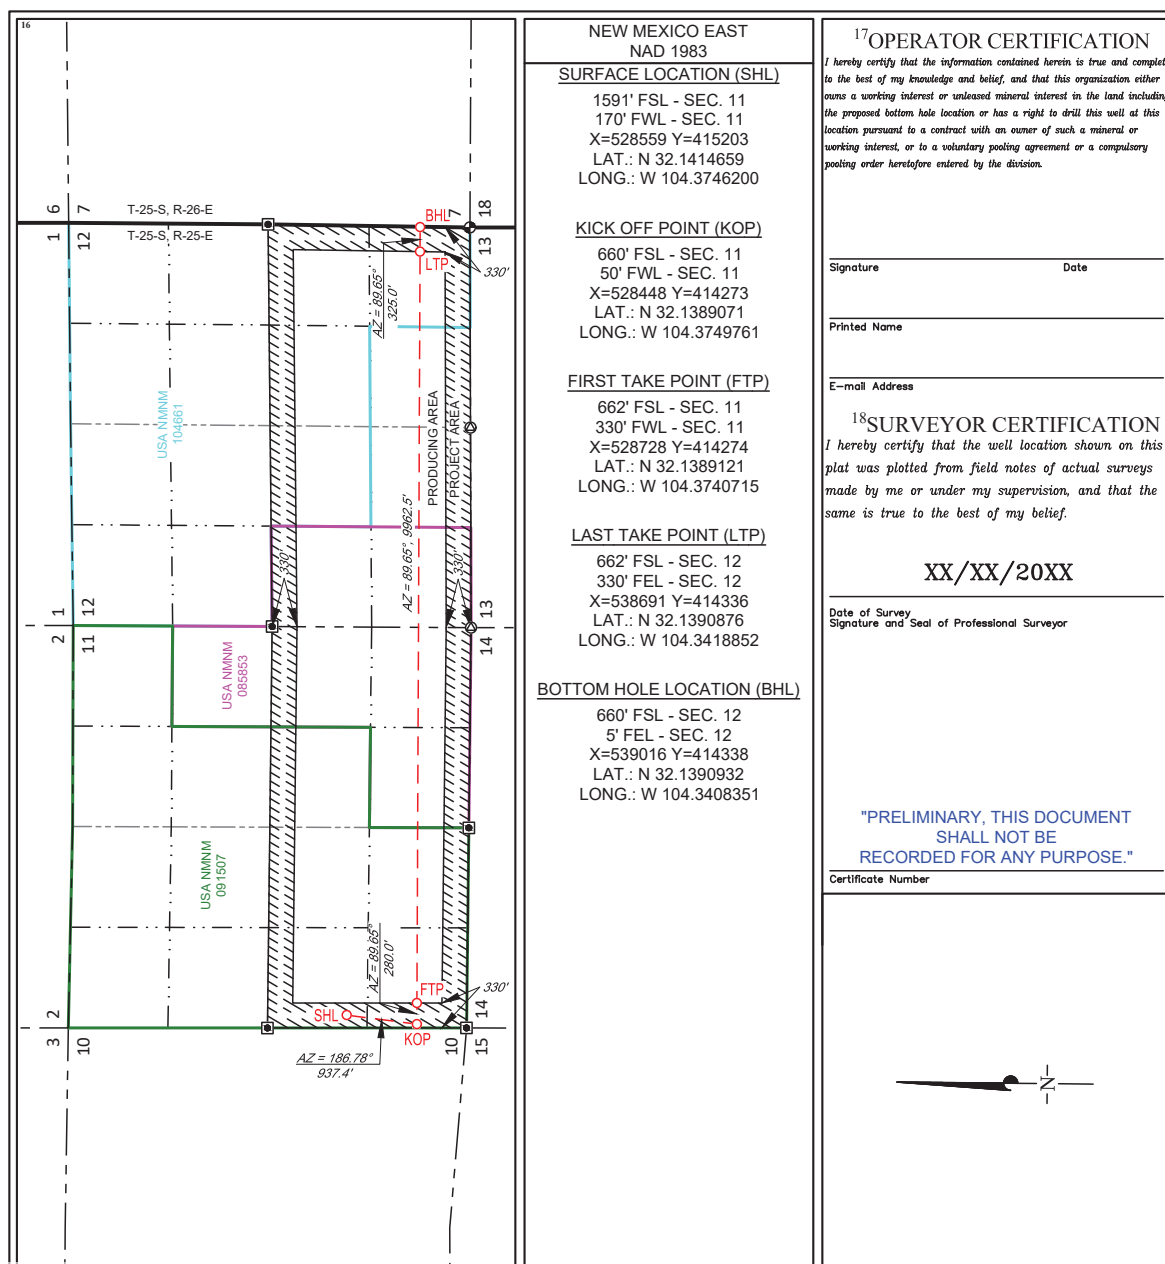 16
6
7
T-25-S, R-26-E
1
12
T-25-S, R-25-E
BHL
7
18
13
LTP
330'
AZ = 89.65°
325.0'
USA NMNM
104661
PRODUCING AREA
PROJECT AREA
AZ = 89.65°, 9962.5'
330'
330'
1
12
2
11
13
14
USA NMNM
085853
USA NMNM
091507
AZ = 89.65°
280.0'
FTP
330'
SHL
KOP
2
3
10
14
10
15
AZ = 186.78°
937.4'
NEW MEXICO EAST
NAD 1983
SURFACE LOCATION (SHL)
1591' FSL - SEC. 11
170' FWL - SEC. 11
X=528559 Y=415203
LAT.: N 32.1414659
LONG.: W 104.3746200
KICK OFF POINT (KOP)
660' FSL - SEC. 11
50' FWL - SEC. 11
X=528448 Y=414273
LAT.: N 32.1389071
LONG.: W 104.3749761
FIRST TAKE POINT (FTP)
662' FSL - SEC. 11
330' FWL - SEC. 11
X=528728 Y=414274
LAT.: N 32.1389121
LONG.: W 104.3740715
LAST TAKE POINT (LTP)
662' FSL - SEC. 12
330' FEL - SEC. 12
X=538691 Y=414336
LAT.: N 32.1390876
LONG.: W 104.3418852
BOTTOM HOLE LOCATION (BHL)
660' FSL - SEC. 12
5' FEL - SEC. 12
X=539016 Y=414338
LAT.: N 32.1390932
LONG.: W 104.3408351
17OPERATOR CERTIFICATION
I hereby certify that the information contained herein is true and complet
to the best of my knowledge and belief, and that this organization either
owns a working interest or unleased mineral interest in the land including
the proposed bottom hole location or has a right to drill this well at this
location pursuant to a contract with an owner of such a mineral or
working interest, or to a voluntary pooling agreement or a compulsory
pooling order heretofore entered by the division.
Signature Date
Printed Name
E-mail Address
18SURVEYOR CERTIFICATION
I hereby certify that the well location shown on this
plat was plotted from field notes of actual surveys
made by me or under my supervision, and that the
same is true to the best of my belief.
XX/XX/20XX
Date of Survey
Signature and Seal of Professional Surveyor
"PRELIMINARY, THIS DOCUMENT
SHALL NOT BE
RECORDED FOR ANY PURPOSE."
Certificate Number
N